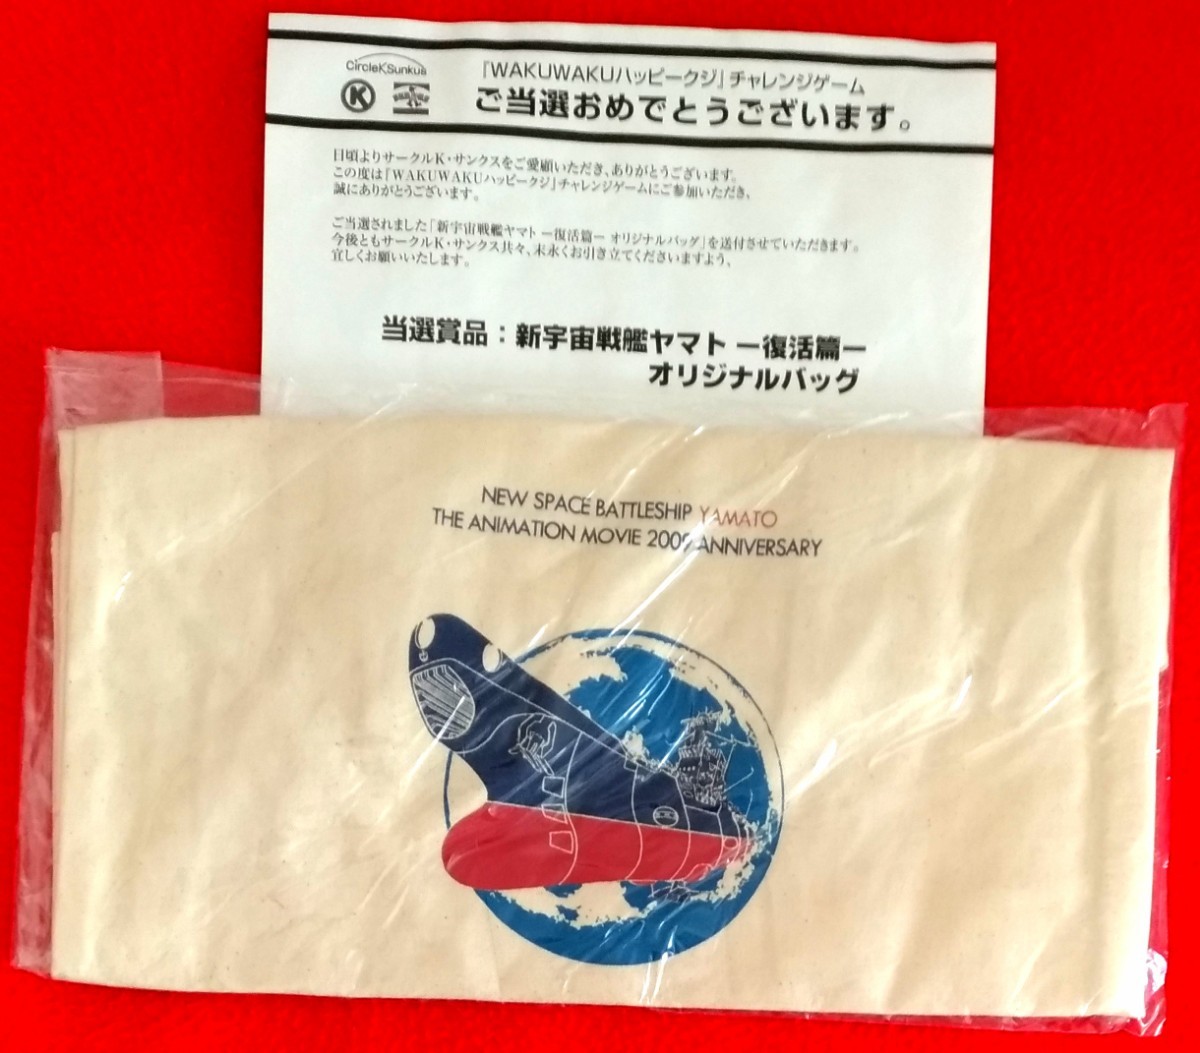 CircleKSunkus
K
『WAKUWAKUハッピークジ』チャレンジゲーム
ご当選おめでとうございます。
日頃よりサークルK・サンクスをご愛顧いただき、ありがとうございます。
この度は『WAKUWAKUハッピークジ』チャレンジゲームにご参加いただき、
誠にありがとうございます。
ご当選されました「新宇宙戦艦ヤマト ー復活篇ー オリジナルバッグ」を送付させていただきます。
今後ともサークルK・サンクス共々、末永くお引き立てくださいますよう、
宜しくお願いいたします。
当選賞品：新宇宙戦艦ヤマト ー復活篇ー
オリジナルバッグ
NEW SPACE BATTLESHIP YAMATO
THE ANIMATION MOVIE 2009 ANNIVERSARY